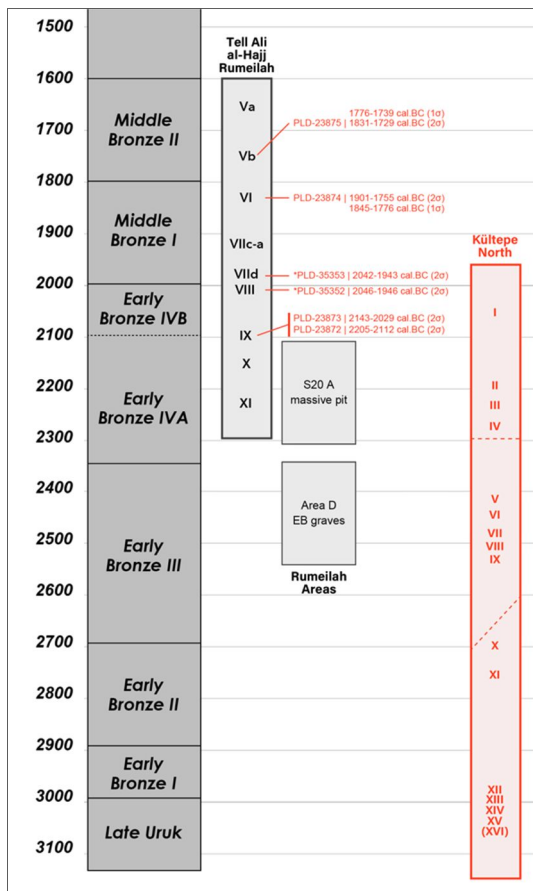 1500
1600
1700
1800
1900
2000
2100
2200
2300
2400
2500
2600
2700
2800
2900
3000
3100
Middle
Bronze II
Middle
Bronze I
Early
Bronze IVB
Early
Bronze IVA
Early
Bronze III
Early
Bronze II
Early
Bronze I
Late Uruk
Tell Ali
al-Hajj
Rumeilah
Va
Vb
VI
VIIc-a
VIId
VIII
IX
X
XI
1776-1739 cal.BC (1σ)
PLD-23875 | 1831-1729 cal.BC (2σ)
PLD-23874 | 1901-1755 cal.BC (2σ)
1845-1776 cal.BC (1σ)
*PLD-35353 | 2042-1943 cal.BC (2σ)
*PLD-35352 | 2046-1946 cal.BC (2σ)
PLD-23873 | 2143-2029 cal.BC (2σ)
PLD-23872 | 2205-2112 cal.BC (2σ)
S20 A
massive pit
Area D
EB graves
Rumeilah
Areas
Kültepe
North
I
II
III
IV
V
VI
VII
VIII
IX
X
XI
XII
XIII
XIV
XV
(XVI)